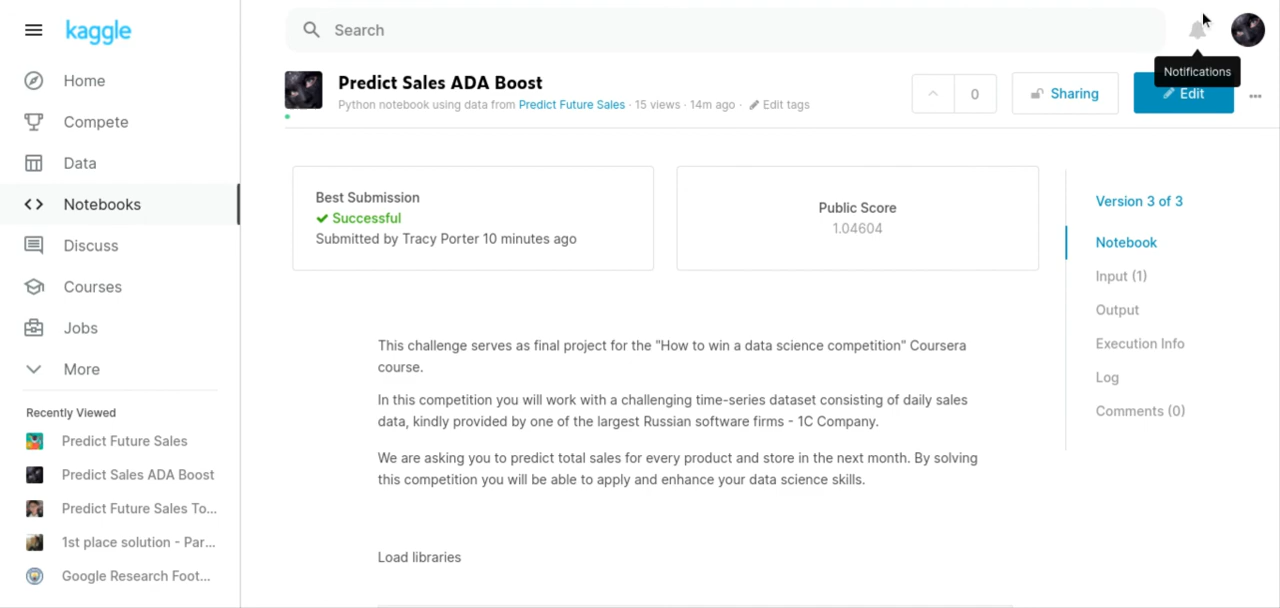 kaggle
Search
Notifications
Home
Compete
Data
Notebooks
Discuss
Courses
Jobs
More
Recently Viewed
Predict Future Sales
Predict Sales ADA Boost
Predict Future Sales To...
1st place solution - Par...
Google Research Foot...
Predict Sales ADA Boost
Python notebook using data from Predict Future Sales · 15 views · 14m ago · Edit tags
0
Sharing
Edit
Best Submission
Successful
Submitted by Tracy Porter 10 minutes ago
Public Score
1.04604
This challenge serves as final project for the "How to win a data science competition" Coursera
course.
In this competition you will work with a challenging time-series dataset consisting of daily sales
data, kindly provided by one of the largest Russian software firms - 1C Company.
We are asking you to predict total sales for every product and store in the next month. By solving
this competition you will be able to apply and enhance your data science skills.
Load libraries
Version 3 of 3
Notebook
Input (1)
Output
Execution Info
Log
Comments (0)